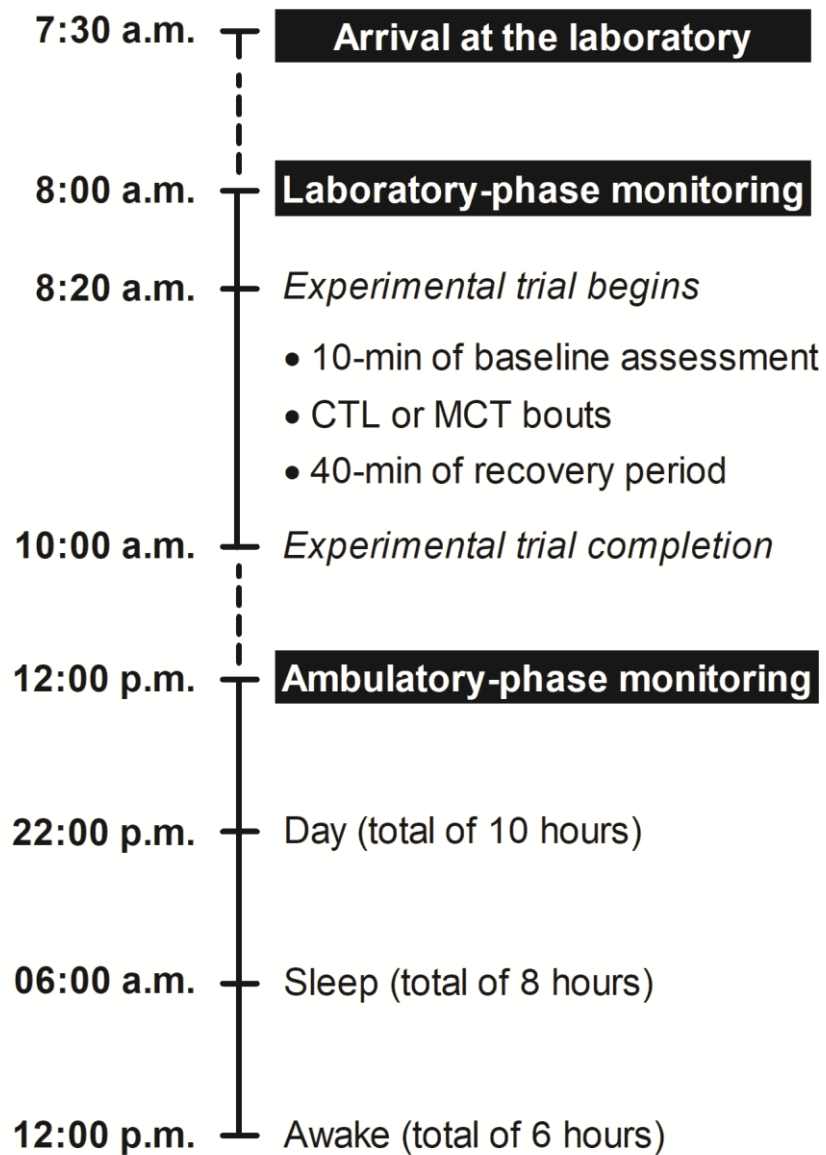 7:30 a.m. Arrival at the laboratory
8:00 a.m. Laboratory-phase monitoring
8:20 a.m. Experimental trial begins
• 10-min of baseline assessment
• CTL or MCT bouts
• 40-min of recovery period
10:00 a.m. Experimental trial completion
12:00 p.m. Ambulatory-phase monitoring
22:00 p.m. Day (total of 10 hours)
06:00 a.m. Sleep (total of 8 hours)
12:00 p.m. Awake (total of 6 hours)